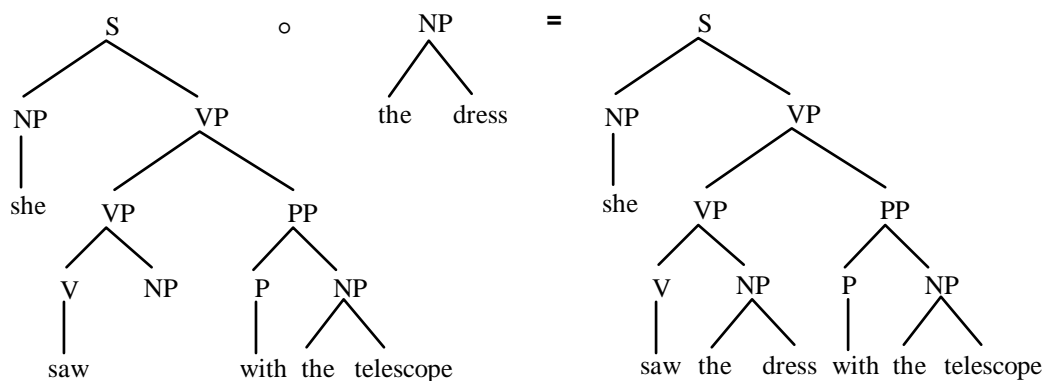 S ∘ NP = S
NP VP the dress NP VP
she VP PP she VP PP
V NP P NP V NP P NP
saw with the telescope saw the dress with the telescope